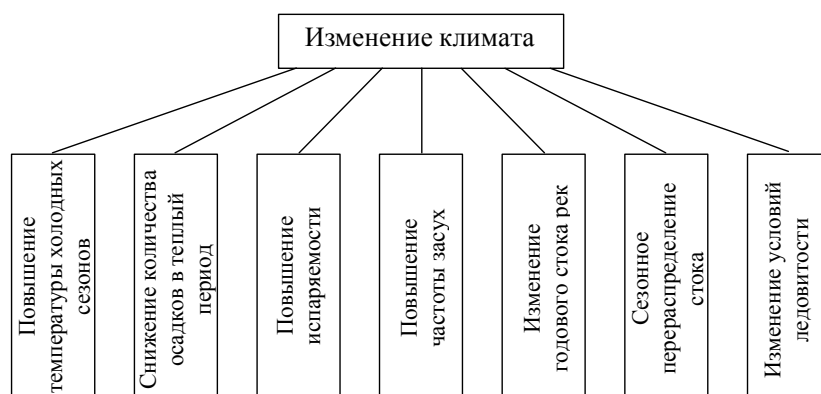 Изменение климата
Повышение
температуры холодных
сезонов
Снижение количества
осадков в теплый
период
Повышение
испаряемости
Повышение
частоты засух
Изменение
годового стока рек
Сезонное
перераспределение
стока
Изменение условий
ледовитости